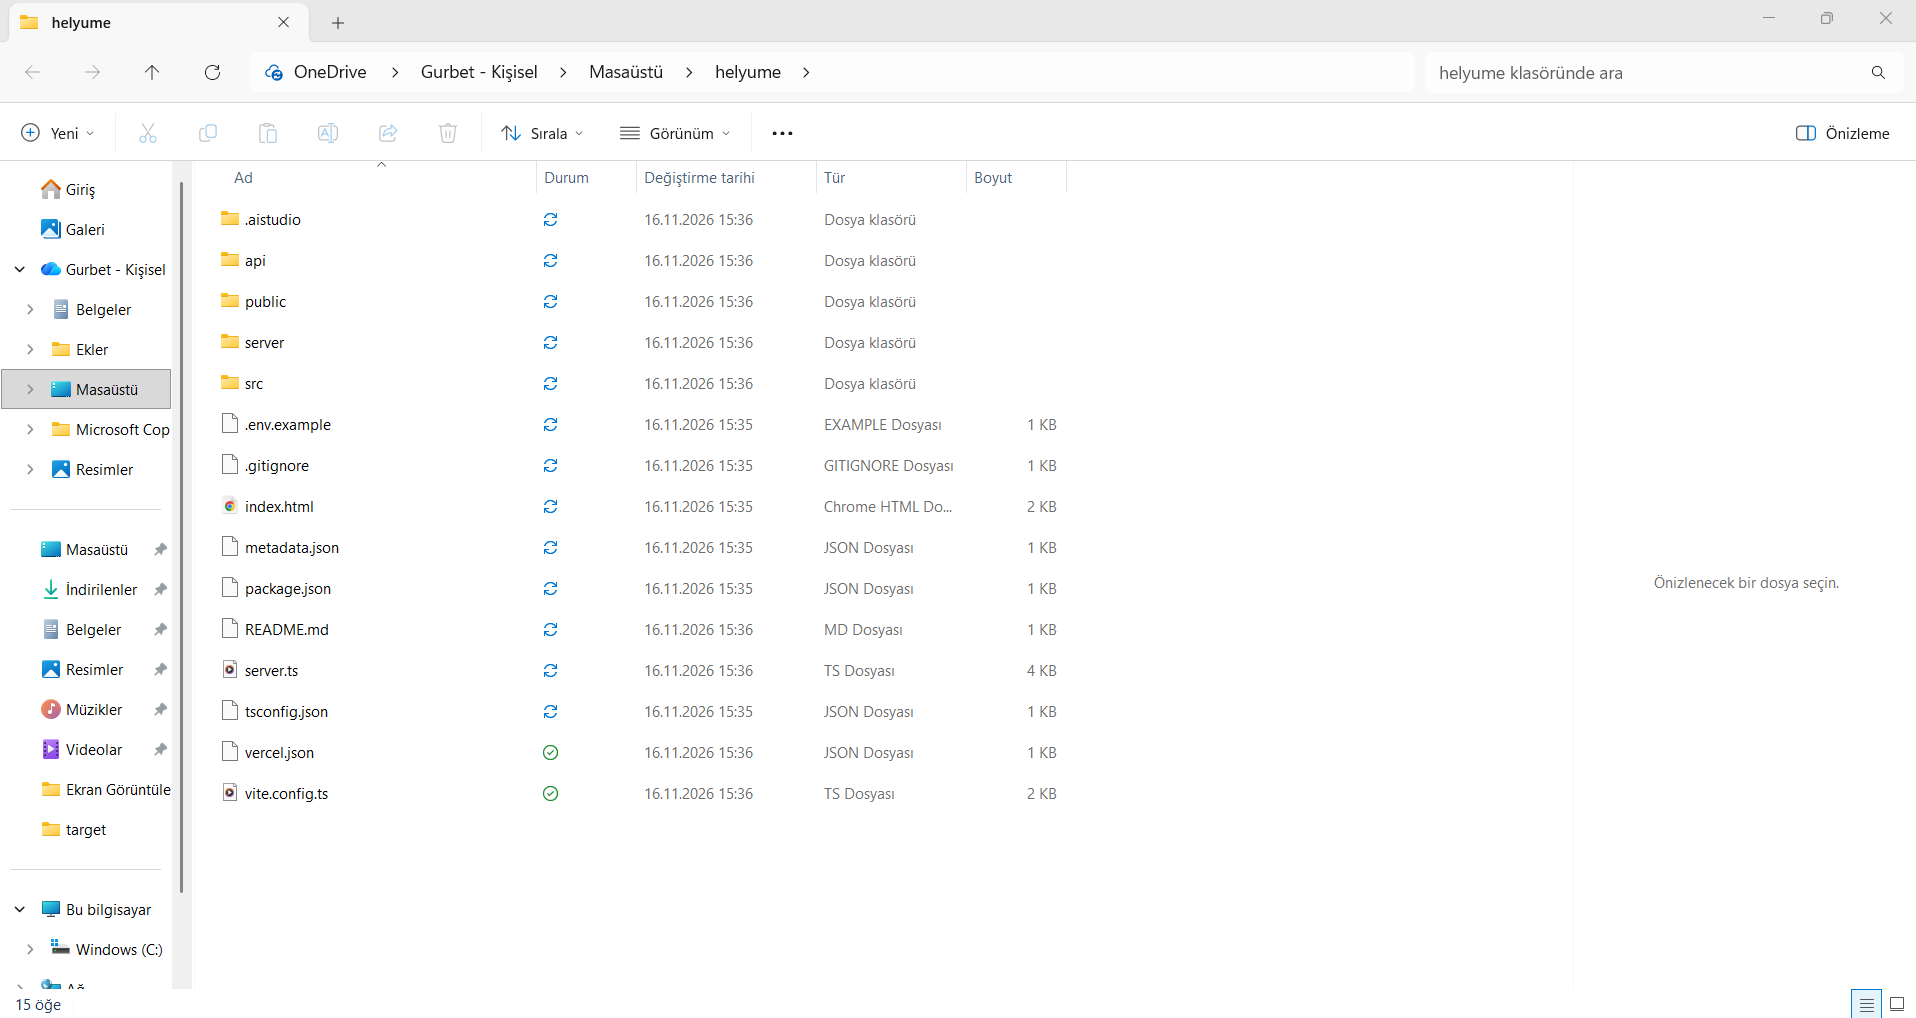 helyume
OneDrive
Gurbet - Kişisel
Masaüstü
helyume
helyume klasöründe ara
Yeni
Sırala
Görünüm
Önizleme
Giriş
Galeri
Gurbet - Kişisel
Belgeler
Ekler
Masaüstü
Microsoft Cop
Resimler
Masaüstü
İndirilenler
Belgeler
Resimler
Müzikler
Videolar
Ekran Görüntüle
target
Bu bilgisayar
Windows (C:)
Ağ
Ad Durum Değiştirme tarihi Tür Boyut
.aistudio 16.11.2026 15:36 Dosya klasörü
api 16.11.2026 15:36 Dosya klasörü
public 16.11.2026 15:36 Dosya klasörü
server 16.11.2026 15:36 Dosya klasörü
src 16.11.2026 15:36 Dosya klasörü
.env.example 16.11.2026 15:35 EXAMPLE Dosyası 1 KB
.gitignore 16.11.2026 15:35 GITIGNORE Dosyası 1 KB
index.html 16.11.2026 15:35 Chrome HTML Do... 2 KB
metadata.json 16.11.2026 15:35 JSON Dosyası 1 KB
package.json 16.11.2026 15:35 JSON Dosyası 1 KB
README.md 16.11.2026 15:36 MD Dosyası 1 KB
server.ts 16.11.2026 15:36 TS Dosyası 4 KB
tsconfig.json 16.11.2026 15:35 JSON Dosyası 1 KB
vercel.json 16.11.2026 15:36 JSON Dosyası 1 KB
vite.config.ts 16.11.2026 15:36 TS Dosyası 2 KB
Önizlenecek bir dosya seçin.
15 öğe